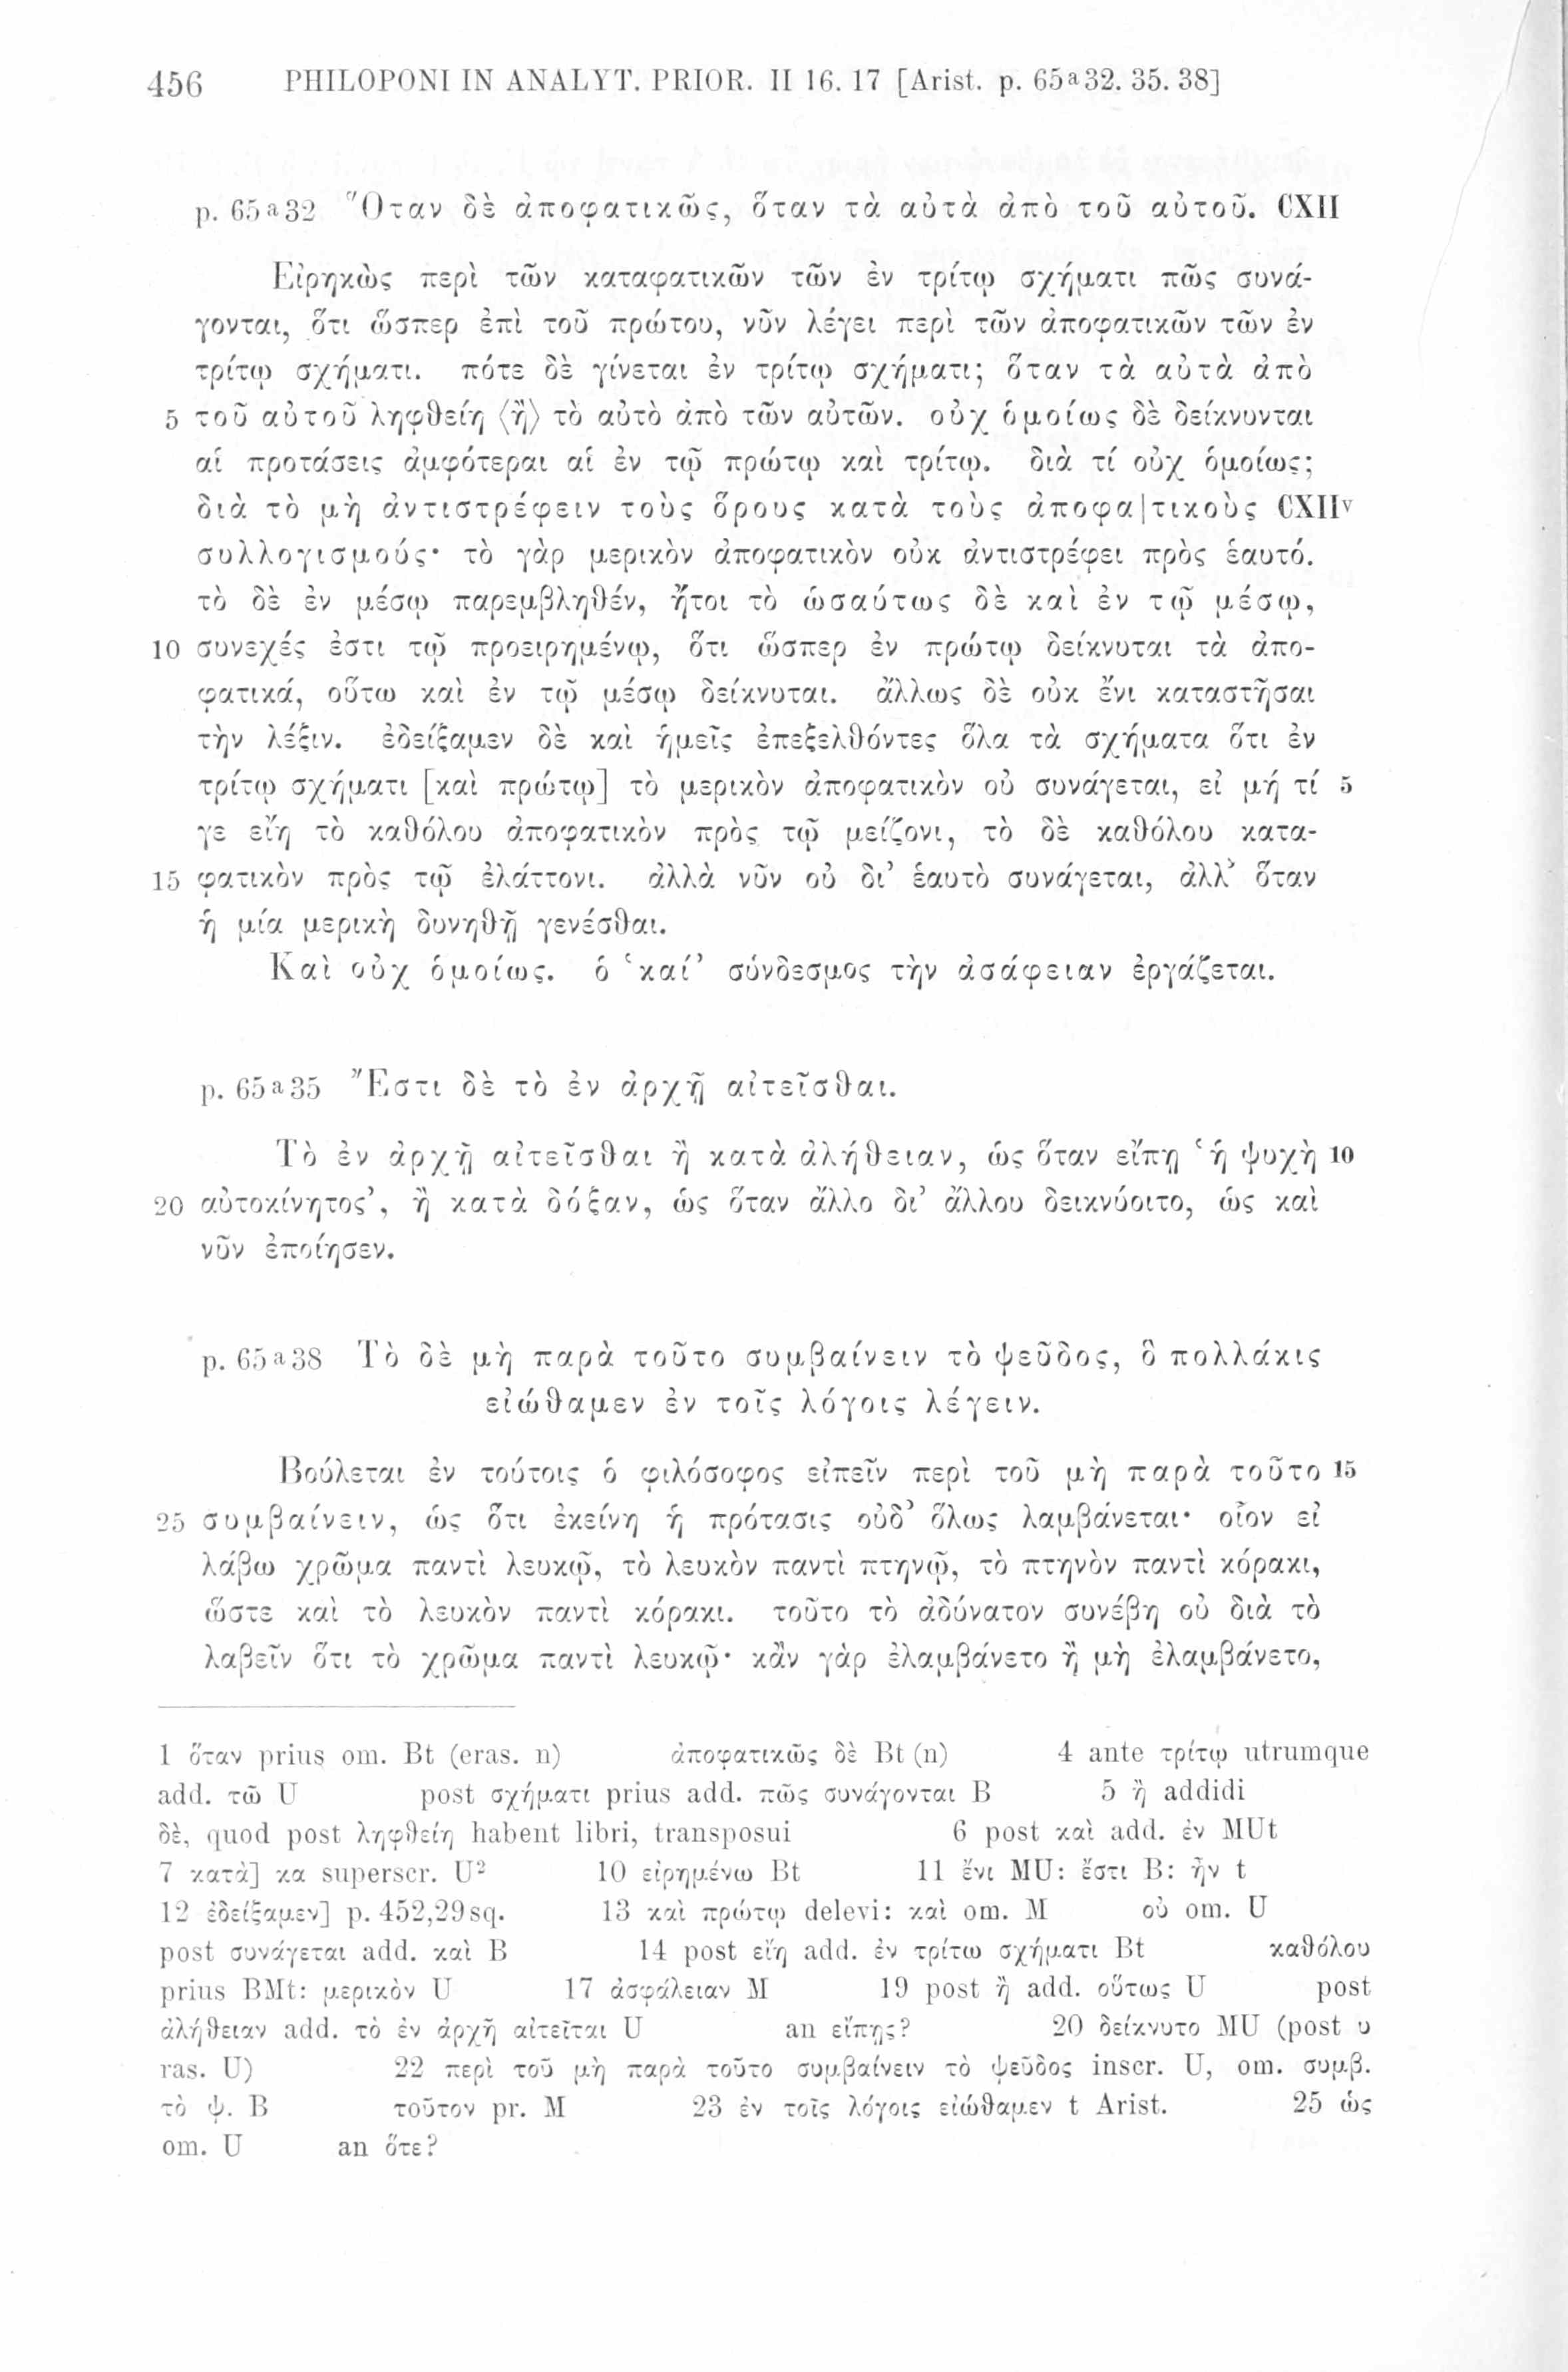 456 PHILOPONI IN ANALYT. PRIOR. II 16. 17 [Arist. p. 65a32. 35. 38]
p. 65a32 Ὅταν δὲ ἀποφατικῶς, ὅταν τὰ αὐτὰ ἀπὸ τοῦ αὐτοῦ. CXII
Εἰρηκὼς περὶ τῶν καταφατικῶν τῶν ἐν τρίτῳ σχήματι πῶς συνά-
γονται, ὅτι ὥσπερ ἐπὶ τοῦ πρώτου, νῦν λέγει περὶ τῶν ἀποφατικῶν τῶν ἐν
τρίτῳ σχήματι. πότε δὲ γίνεται ἐν τρίτῳ σχήματι; ὅταν τὰ αὐτὰ ἀπὸ
5 τοῦ αὐτοῦ ληφθείη ⟨ἢ⟩ τὸ αὐτὸ ἀπὸ τῶν αὐτῶν. οὐχ ὁμοίως δὲ δείκνυνται
αἱ προτάσεις ἀμφότεραι αἱ ἐν τῷ πρώτῳ καὶ τρίτῳ. διὰ τί οὐχ ὁμοίως;
διὰ τὸ μὴ ἀντιστρέφειν τοὺς ὅρους κατὰ τοὺς ἀποφα|τικοὺς CXIIv
συλλογισμούς· τὸ γὰρ μερικὸν ἀποφατικὸν οὐκ ἀντιστρέφει πρὸς ἑαυτό.
τὸ δὲ ἐν μέσῳ παρεμβληθέν, ἤτοι τὸ ὡσαύτως δὲ καὶ ἐν τῷ μέσῳ,
10 συνεχές ἐστι τῷ προειρημένῳ, ὅτι ὥσπερ ἐν πρώτῳ δείκνυται τὰ ἀπο-
φατικά, οὕτω καὶ ἐν τῷ μέσῳ δείκνυται. ἄλλως δὲ οὐκ ἔνι καταστῆσαι
τὴν λέξιν. ἐδείξαμεν δὲ καὶ ἡμεῖς ἐπεξελθόντες ὅλα τὰ σχήματα ὅτι ἐν
τρίτῳ σχήματι [καὶ πρώτῳ] τὸ μερικὸν ἀποφατικὸν οὐ συνάγεται, εἰ μή τί 5
γε εἴη τὸ καθόλου ἀποφατικὸν πρὸς τῷ μείζονι, τὸ δὲ καθόλου κατα-
15 φατικὸν πρὸς τῷ ἐλάττονι. ἀλλὰ νῦν οὐ δι’ ἑαυτὸ συνάγεται, ἀλλ’ ὅταν
ἡ μία μερικὴ δυνηθῇ γενέσθαι.
Καὶ οὐχ ὁμοίως. ὁ ‘καί’ σύνδεσμος τὴν ἀσάφειαν ἐργάζεται.
p. 65a35 Ἔστι δὲ τὸ ἐν ἀρχῇ αἰτεῖσθαι.
Τὸ ἐν ἀρχῇ αἰτεῖσθαι ἢ κατὰ ἀλήθειαν, ὡς ὅταν εἴπῃ ‘ἡ ψυχὴ 10
20 αὐτοκίνητος’, ἢ κατὰ δόξαν, ὡς ὅταν ἄλλο δι’ ἄλλου δεικνύοιτο, ὡς καὶ
νῦν ἐποίησεν.
p. 65a38 Τὸ δὲ μὴ παρὰ τοῦτο συμβαίνειν τὸ ψεῦδος, ὃ πολλάκις
εἰώθαμεν ἐν τοῖς λόγοις λέγειν.
Βούλεται ἐν τούτοις ὁ φιλόσοφος εἰπεῖν περὶ τοῦ μὴ παρὰ τοῦτο 15
25 συμβαίνειν, ὡς ὅτι ἐκείνη ἡ πρότασις οὐδ’ ὅλως λαμβάνεται· οἷον εἰ
λάβω χρῶμα παντὶ λευκῷ, τὸ λευκὸν παντὶ πτηνῷ, τὸ πτηνὸν παντὶ κόρακι,
ὥστε καὶ τὸ λευκὸν παντὶ κόρακι. τοῦτο τὸ ἀδύνατον συνέβη οὐ διὰ τὸ
λαβεῖν ὅτι τὸ χρῶμα παντὶ λευκῷ· κἂν γὰρ ἐλαμβάνετο ἢ μὴ ἐλαμβάνετο,
1 ὅταν prius om. Bt (eras. n) ἀποφατικῶς δὲ Bt (n) 4 ante τρίτῳ utrumque
add. τῶ U post σχήματι prius add. πῶς συνάγονται B 5 ἢ addidi
δὲ, quod post ληφθείη habent libri, transposui 6 post καὶ add. ἐν MUt
7 κατὰ] κα superscr. U2 10 εἰρημένω Bt 11 ἔνι MU: ἔστι B: ἦν t
12 ἐδείξαμεν] p. 452,29 sq. 13 καὶ πρώτῳ delevi: καὶ om. M οὐ om. U
post συνάγεται add. καὶ B 14 post εἴη add. ἐν τρίτω σχήματι Bt καθόλου
prius BMt: μερικὸν U 17 ἀσφάλειαν M 19 post ἢ add. οὕτως U post
ἀλήθειαν add. τὸ ἐν ἀρχῆ αἰτεῖται U an εἴπῃς? 20 δείκνυτο MU (post υ
ras. U) 22 περὶ τοῦ μὴ παρὰ τοῦτο συμβαίνειν τὸ ψεῦδος inscr. U, om. συμβ.
τὸ ψ. B τοῦτον pr. M 23 ἐν τοῖς λόγοις εἰώθαμεν t Arist. 25 ὡς
om. U an ὅτε?